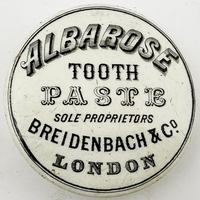 ALBAROSE
TOOTH
PASTE
SOLE PROPRIETORS
BREIDENBACH & Co
LONDON